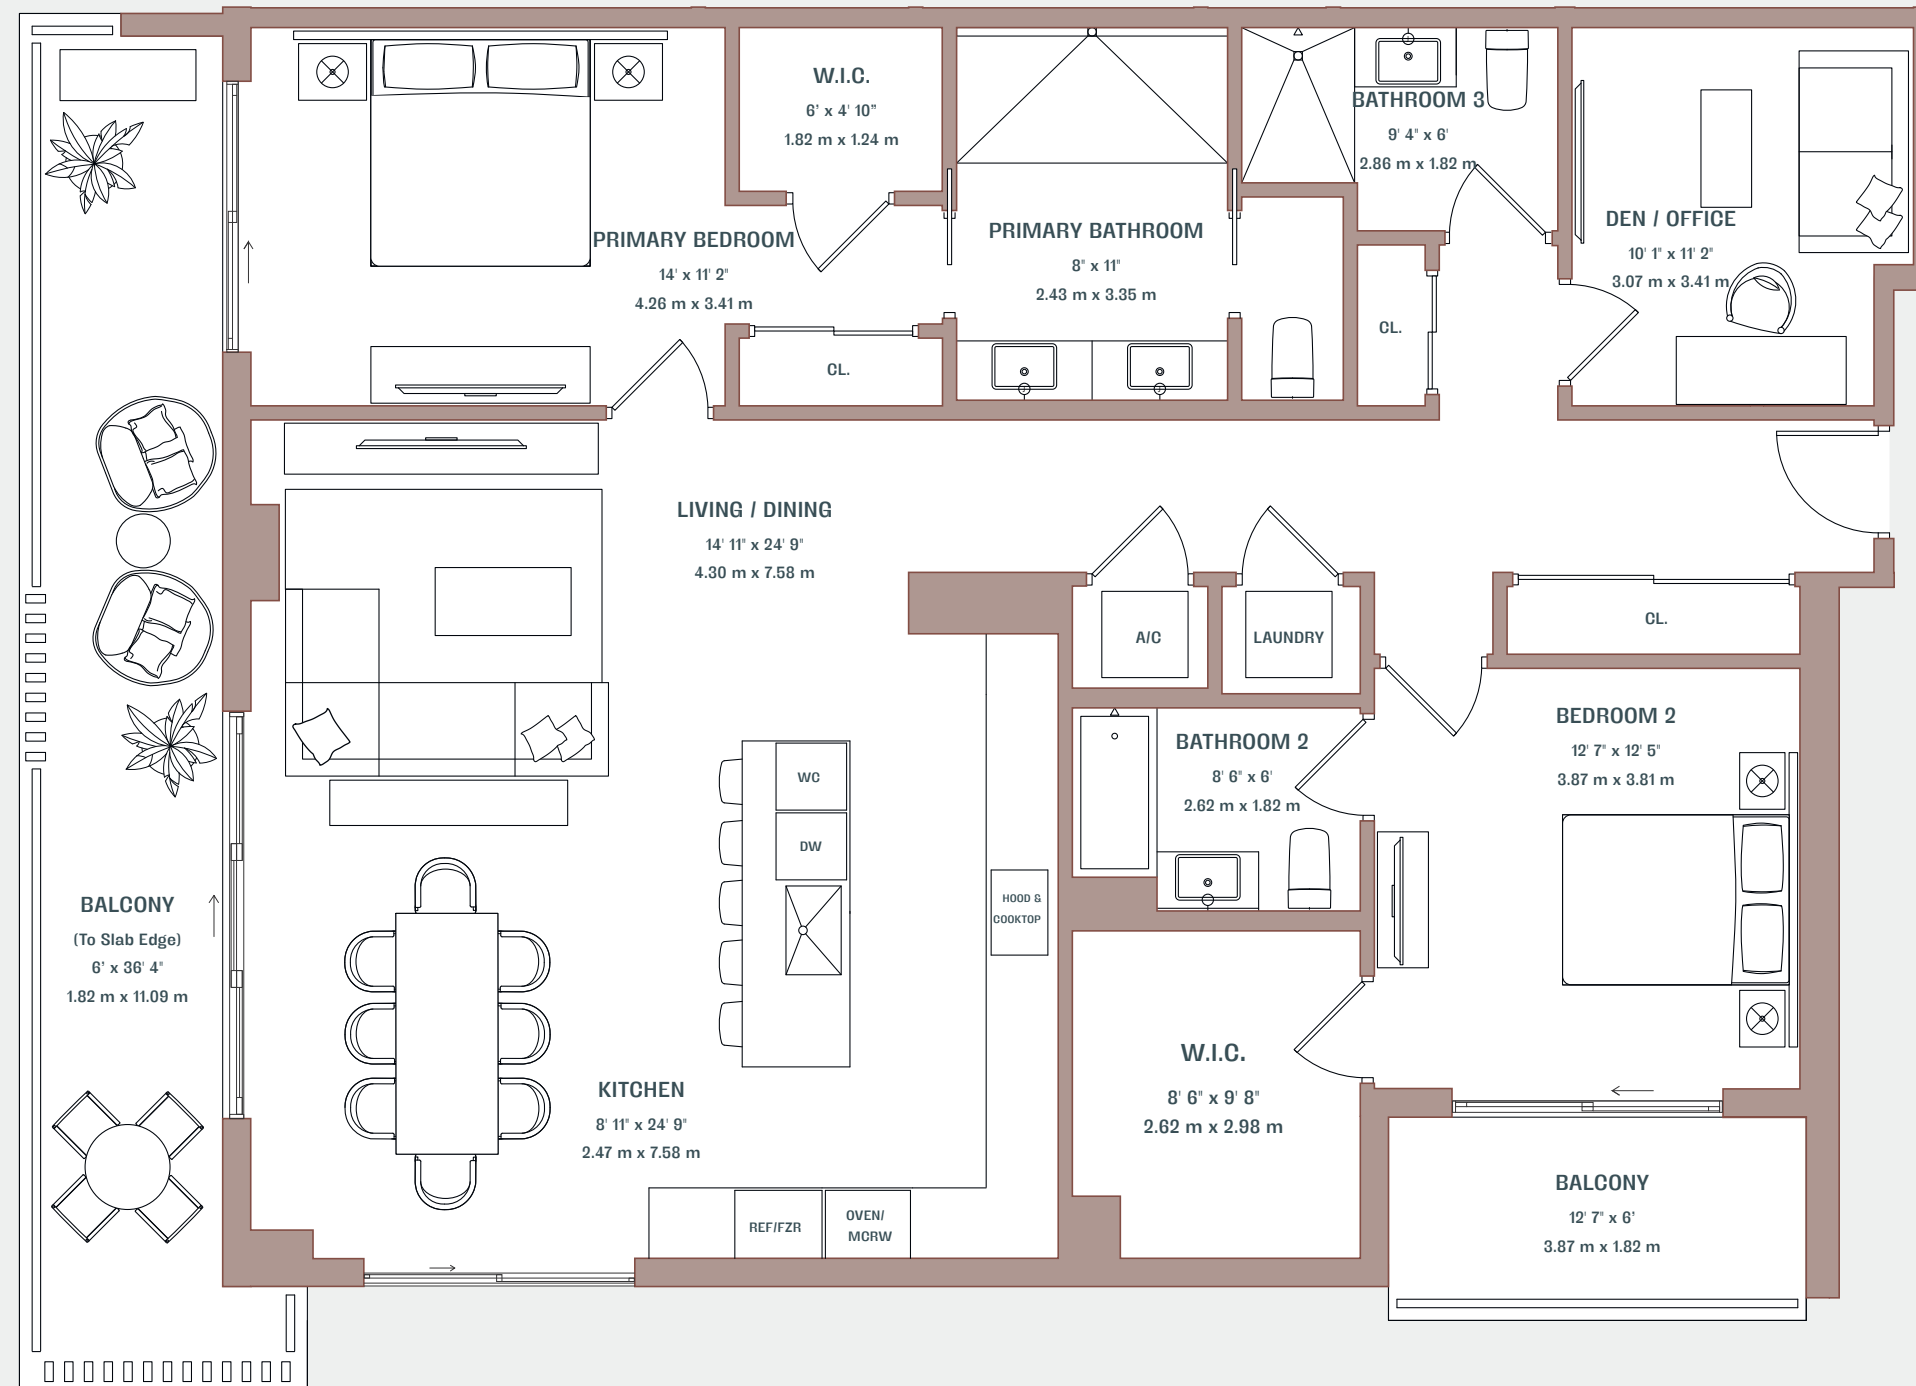 W.I.C.
6’ x 4' 10”
1.82 m x 1.24 m
BATHROOM 3
9' 4" x 6'
2.86 m x 1.82 m
PRIMARY BEDROOM
14' x 11' 2"
4.26 m x 3.41 m
PRIMARY BATHROOM
8" x 11"
2.43 m x 3.35 m
DEN / OFFICE
10' 1" x 11' 2"
3.07 m x 3.41 m
CL.
CL.
LIVING / DINING
14' 11" x 24' 9"
4.30 m x 7.58 m
A/C
LAUNDRY
CL.
BATHROOM 2
8' 6" x 6'
2.62 m x 1.82 m
BEDROOM 2
12' 7" x 12' 5"
3.87 m x 3.81 m
WC
DW
HOOD &
COOKTOP
BALCONY
(To Slab Edge)
6’ x 36' 4"
1.82 m x 11.09 m
KITCHEN
8' 11" x 24' 9"
2.47 m x 7.58 m
W.I.C.
8' 6" x 9' 8"
2.62 m x 2.98 m
REF/FZR
OVEN/
MCRW
BALCONY
12' 7" x 6’
3.87 m x 1.82 m